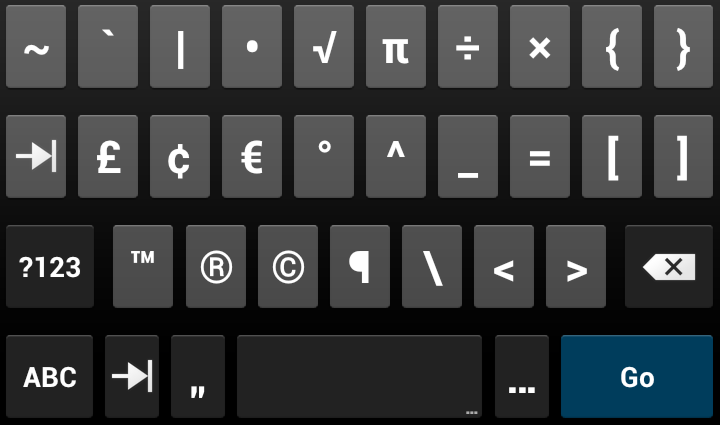 ~ ` | • √ π ÷ × { }
£ ¢ € ° ^ _ = [ ]
?123 ™ ® © ¶ \ < >
ABC „ … Go